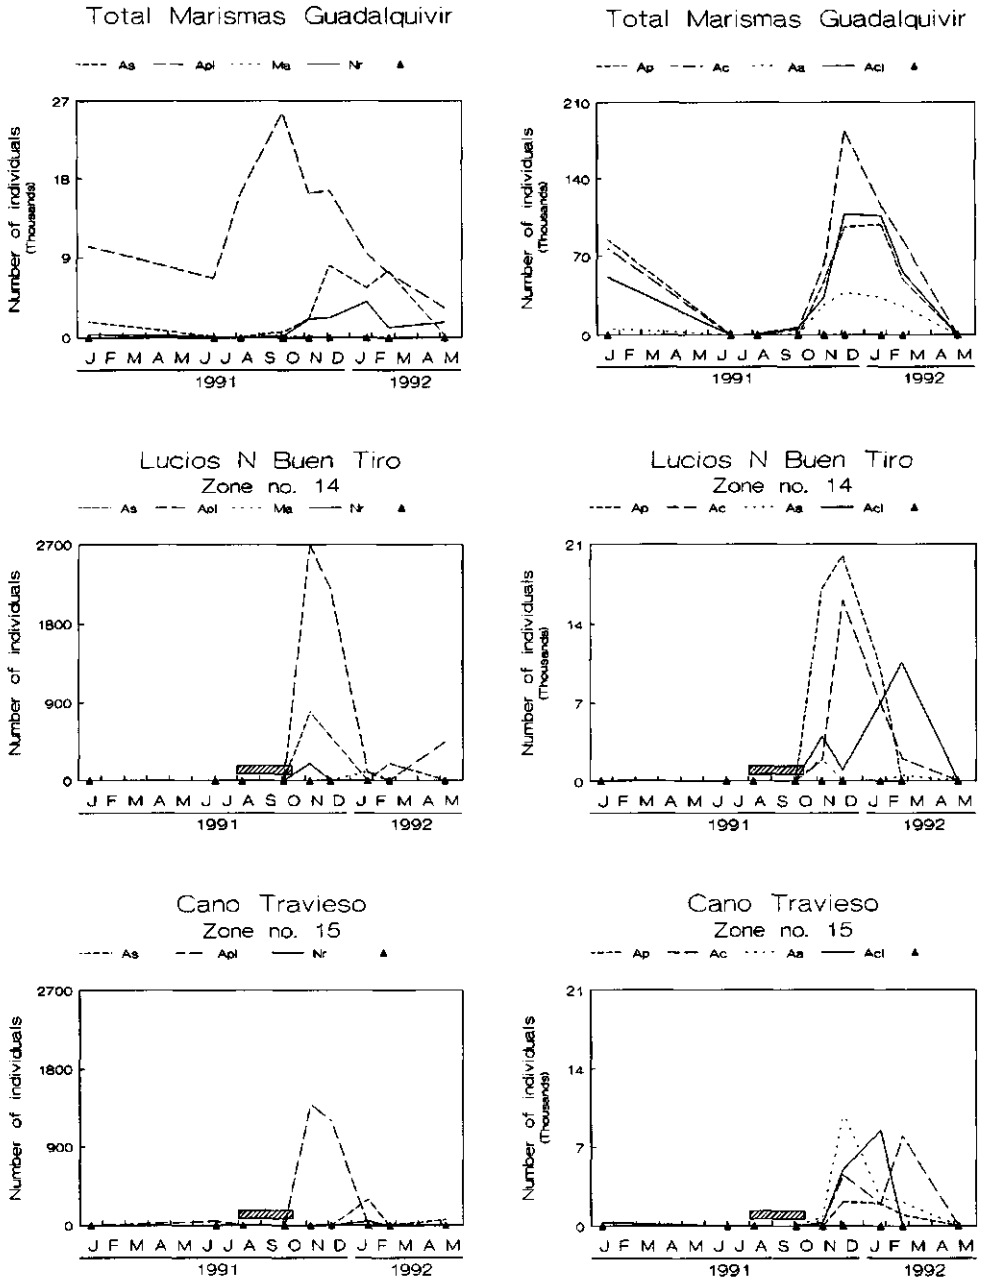 Total Marismas Guadalquivir
As Apl Ma Nr
Number of individuals
(Thousands)
27
18
9
0
J F M A M J J A S O N D J F M A M
1991 1992
Total Marismas Guadalquivir
Ap Ac Aa Acl
Number of individuals
(Thousands)
210
140
70
0
J F M A M J J A S O N D J F M A M
1991 1992
Lucios N Buen Tiro
Zone no. 14
As Apl Ma Nr
Number of individuals
2700
1800
900
0
J F M A M J J A S O N D J F M A M
1991 1992
Lucios N Buen Tiro
Zone no. 14
Ap Ac Aa Acl
Number of individuals
(Thousands)
21
14
7
0
J F M A M J J A S O N D J F M A M
1991 1992
Cano Travieso
Zone no. 15
As Apl Nr
Number of individuals
2700
1800
900
0
J F M A M J J A S O N D J F M A M
1991 1992
Cano Travieso
Zone no. 15
Ap Ac Aa Acl
Number of individuals
(Thousands)
21
14
7
0
J F M A M J J A S O N D J F M A M
1991 1992